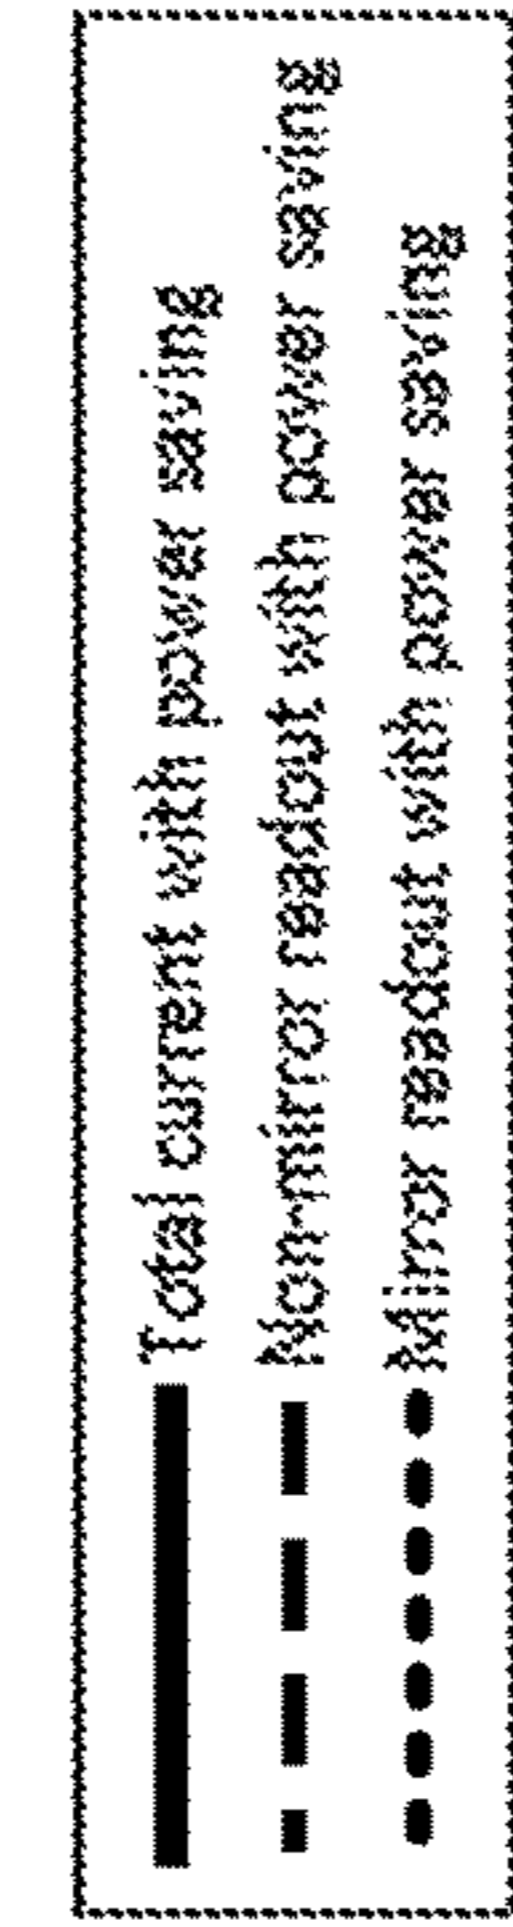 Total current with power saving
Non-mirror readout with power saving
Mirror readout with power saving